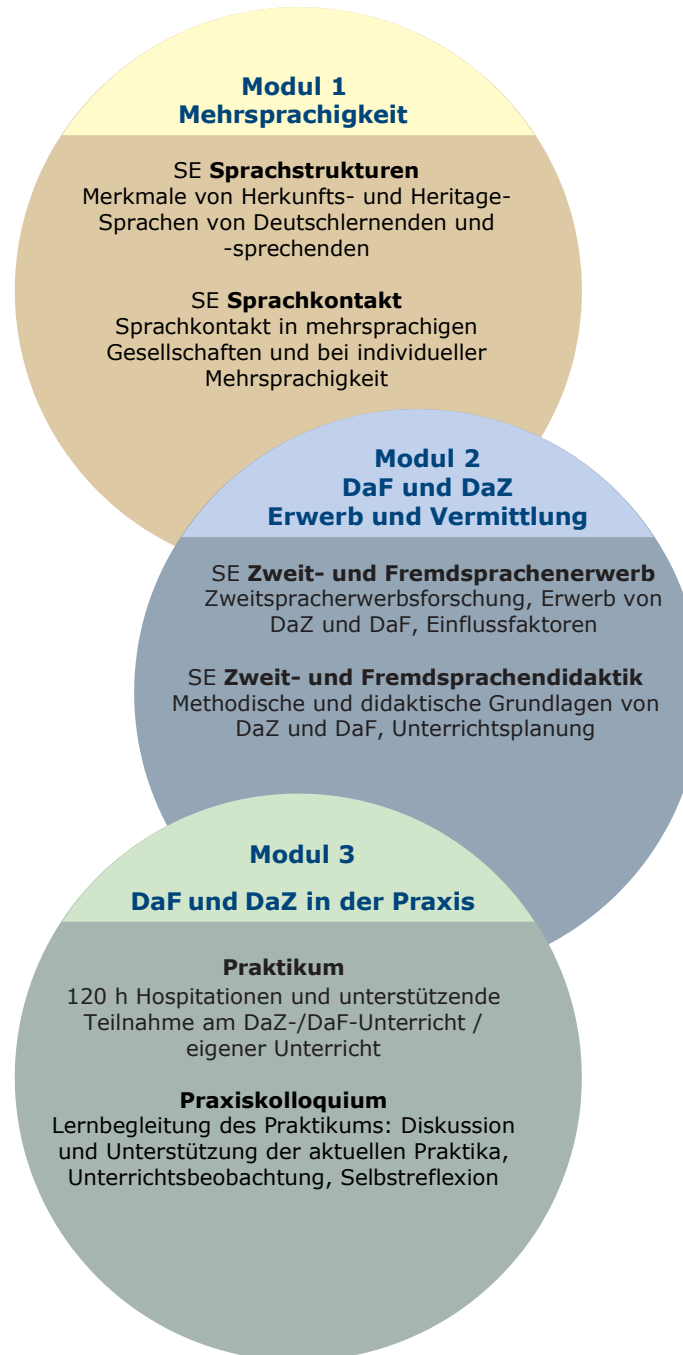 Modul 1
Mehrsprachigkeit
SE Sprachstrukturen
Merkmale von Herkunfts- und Heritage-
Sprachen von Deutschlernenden und
-sprechenden
SE Sprachkontakt
Sprachkontakt in mehrsprachigen
Gesellschaften und bei individueller
Mehrsprachigkeit
Modul 2
DaF und DaZ
Erwerb und Vermittlung
SE Zweit- und Fremdsprachenerwerb
Zweitspracherwerbsforschung, Erwerb von
DaZ und DaF, Einflussfaktoren
SE Zweit- und Fremdsprachendidaktik
Methodische und didaktische Grundlagen von
DaZ und DaF, Unterrichtsplanung
Modul 3
DaF und DaZ in der Praxis
Praktikum
120 h Hospitationen und unterstützende
Teilnahme am DaZ-/DaF-Unterricht /
eigener Unterricht
Praxiskolloquium
Lernbegleitung des Praktikums: Diskussion
und Unterstützung der aktuellen Praktika,
Unterrichtsbeobachtung, Selbstreflexion